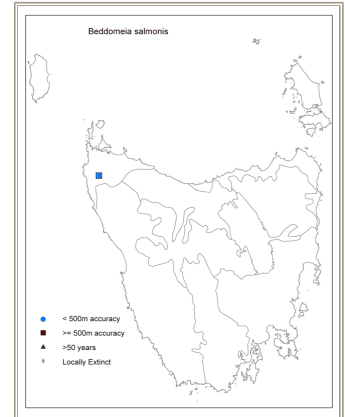 Beddomeia salmonis
< 500m accuracy
>= 500m accuracy
>50 years
Locally Extinct